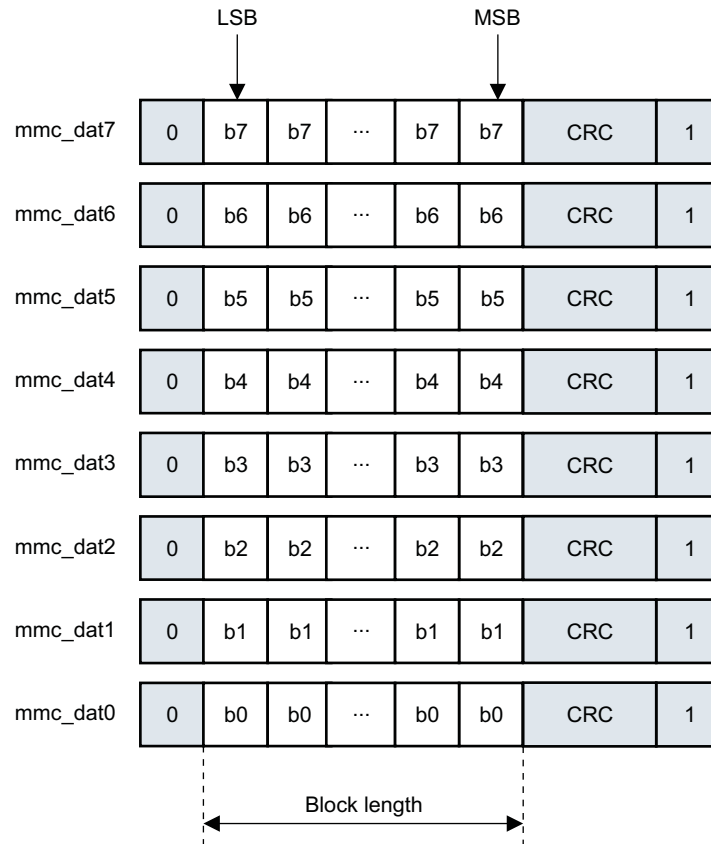 LSB MSB
mmc_dat7 0 b7 b7 ... b7 b7 CRC 1
mmc_dat6 0 b6 b6 ... b6 b6 CRC 1
mmc_dat5 0 b5 b5 ... b5 b5 CRC 1
mmc_dat4 0 b4 b4 ... b4 b4 CRC 1
mmc_dat3 0 b3 b3 ... b3 b3 CRC 1
mmc_dat2 0 b2 b2 ... b2 b2 CRC 1
mmc_dat1 0 b1 b1 ... b1 b1 CRC 1
mmc_dat0 0 b0 b0 ... b0 b0 CRC 1
Block length